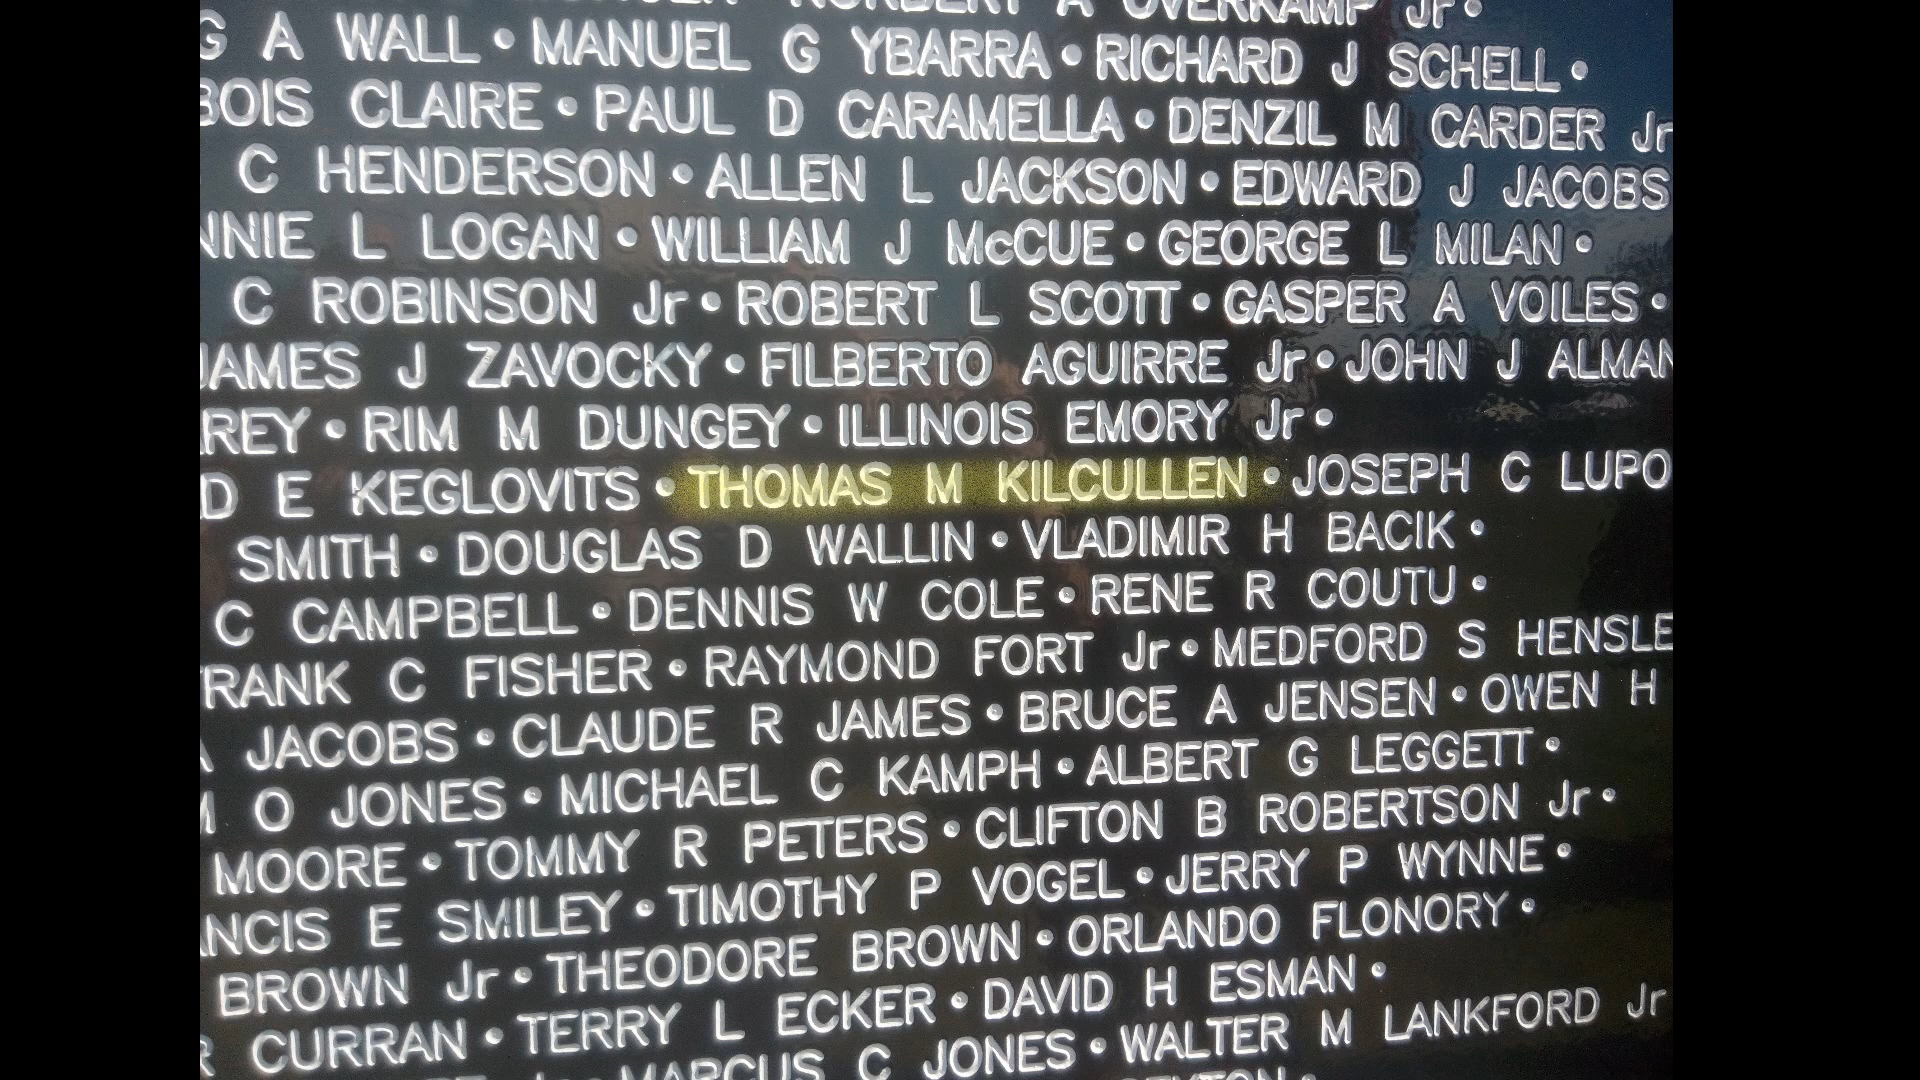 NORBERT A OVERKAMP Jr •
G A WALL • MANUEL G YBARRA • RICHARD J SCHELL •
BOIS CLAIRE • PAUL D CARAMELLA • DENZIL M CARDER Jr
C HENDERSON • ALLEN L JACKSON • EDWARD J JACOBS
NNIE L LOGAN • WILLIAM J McCUE • GEORGE L MILAN •
C ROBINSON Jr • ROBERT L SCOTT • GASPER A VOILES •
JAMES J ZAVOCKY • FILBERTO AGUIRRE Jr • JOHN J ALMAN
REY • RIM M DUNGEY • ILLINOIS EMORY Jr •
D E KEGLOVITS • THOMAS M KILCULLEN • JOSEPH C LUPO
SMITH • DOUGLAS D WALLIN • VLADIMIR H BACIK •
C CAMPBELL • DENNIS W COLE • RENE R COUTU •
RANK C FISHER • RAYMOND FORT Jr • MEDFORD S HENSLE
A JACOBS • CLAUDE R JAMES • BRUCE A JENSEN • OWEN H
M O JONES • MICHAEL C KAMPH • ALBERT G LEGGETT •
MOORE • TOMMY R PETERS • CLIFTON B ROBERTSON Jr •
ANCIS E SMILEY • TIMOTHY P VOGEL • JERRY P WYNNE •
BROWN Jr • THEODORE BROWN • ORLANDO FLONORY •
R CURRAN • TERRY L ECKER • DAVID H ESMAN •
MARCUS C JONES • WALTER M LANKFORD Jr